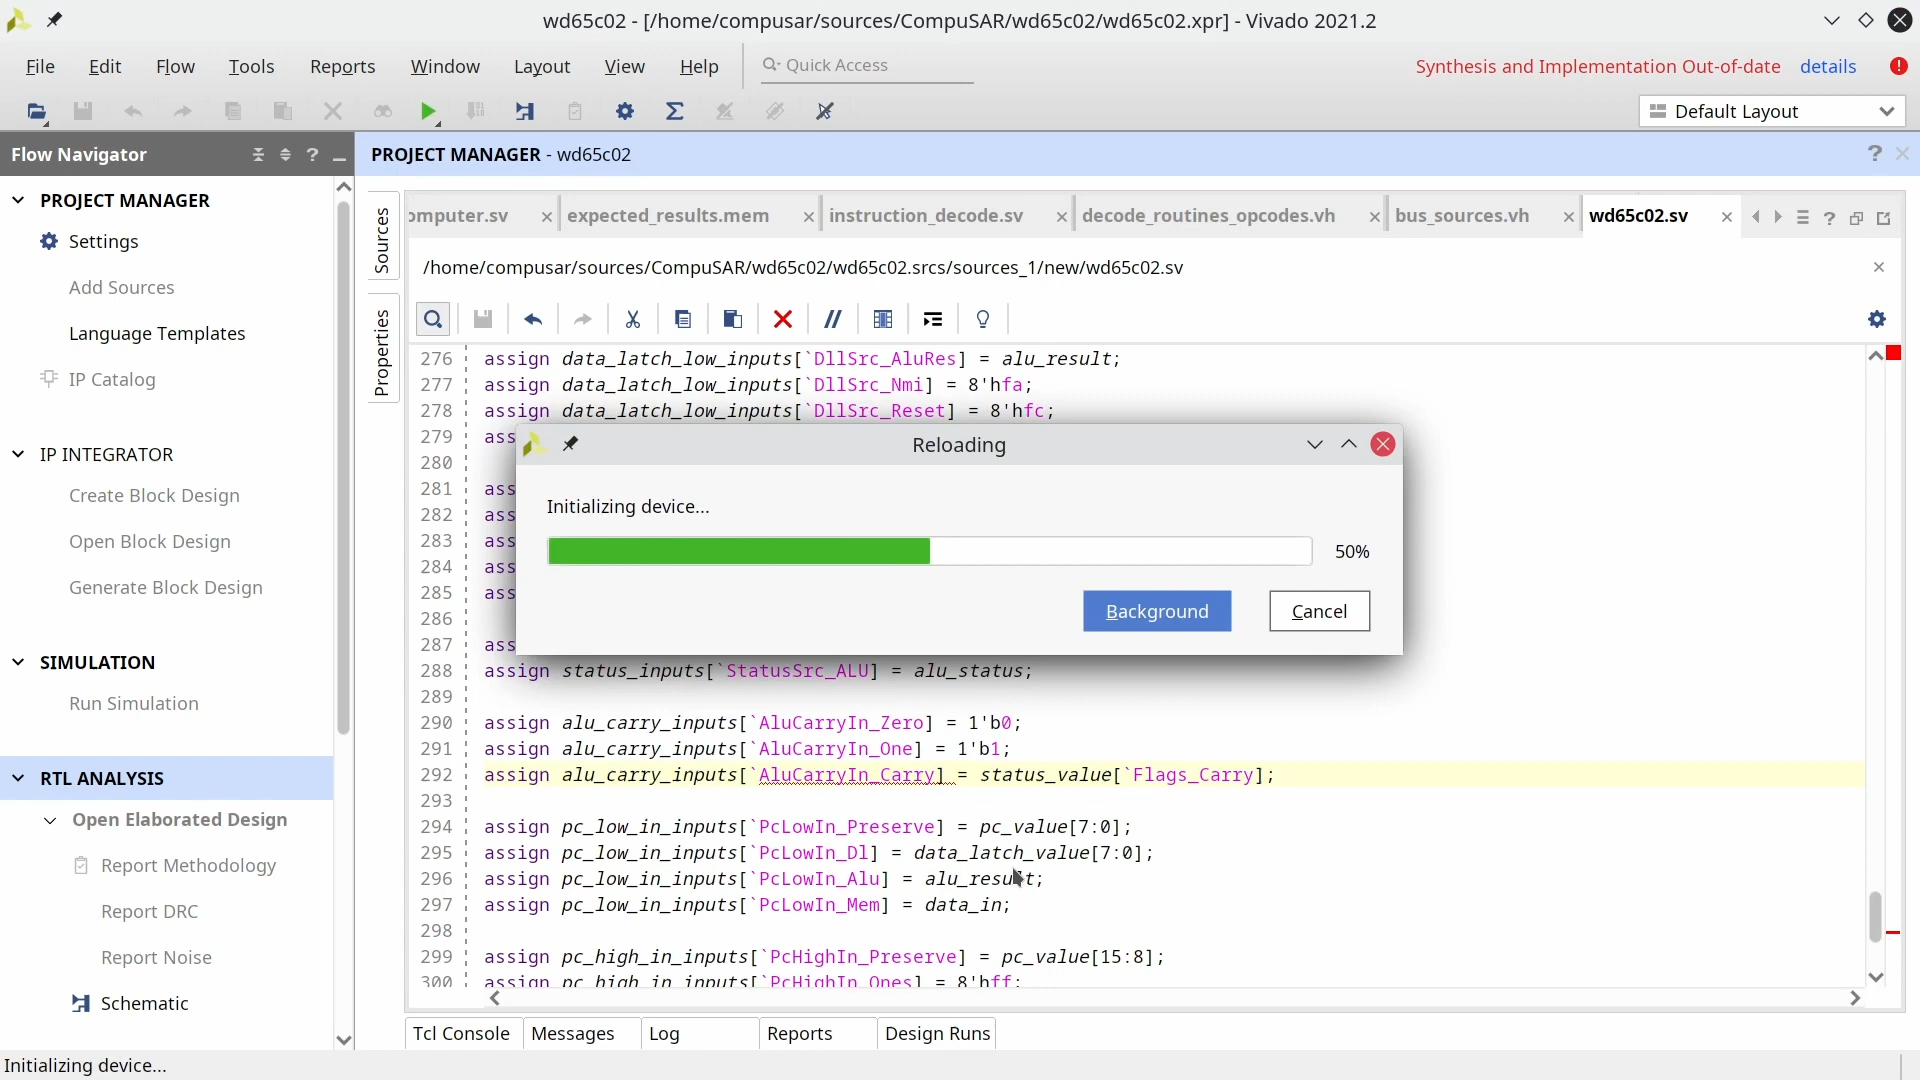 wd65c02 - [/home/compusar/sources/CompuSAR/wd65c02/wd65c02.xpr] - Vivado 2021.2
File Edit Flow Tools Reports Window Layout View Help
Quick Access
Synthesis and Implementation Out-of-date details
Default Layout
Flow Navigator
PROJECT MANAGER
Settings
Add Sources
Language Templates
IP Catalog
IP INTEGRATOR
Create Block Design
Open Block Design
Generate Block Design
SIMULATION
Run Simulation
RTL ANALYSIS
Open Elaborated Design
Report Methodology
Report DRC
Report Noise
Schematic
PROJECT MANAGER - wd65c02
Sources
Properties
omputer.sv expected_results.mem instruction_decode.sv decode_routines_opcodes.vh bus_sources.vh wd65c02.sv
/home/compusar/sources/CompuSAR/wd65c02/wd65c02.srcs/sources_1/new/wd65c02.sv
276 assign data_latch_low_inputs[`DllSrc_AluRes] = alu_result;
277 assign data_latch_low_inputs[`DllSrc_Nmi] = 8'hfa;
278 assign data_latch_low_inputs[`DllSrc_Reset] = 8'hfc;
279 ass
280
281 ass
282 ass
283 ass
284 ass
285 ass
286
287 ass
288 assign status_inputs[`StatusSrc_ALU] = alu_status;
289
290 assign alu_carry_inputs[`AluCarryIn_Zero] = 1'b0;
291 assign alu_carry_inputs[`AluCarryIn_One] = 1'b1;
292 assign alu_carry_inputs[`AluCarryIn_Carry] = status_value[`Flags_Carry];
293
294 assign pc_low_in_inputs[`PcLowIn_Preserve] = pc_value[7:0];
295 assign pc_low_in_inputs[`PcLowIn_Dl] = data_latch_value[7:0];
296 assign pc_low_in_inputs[`PcLowIn_Alu] = alu_result;
297 assign pc_low_in_inputs[`PcLowIn_Mem] = data_in;
298
299 assign pc_high_in_inputs[`PcHighIn_Preserve] = pc_value[15:8];
300 assign pc_high_in_inputs[`PcHighIn_Ones] = 8'hff;
Reloading
Initializing device...
50%
Background
Cancel
Tcl Console Messages Log Reports Design Runs
Initializing device...